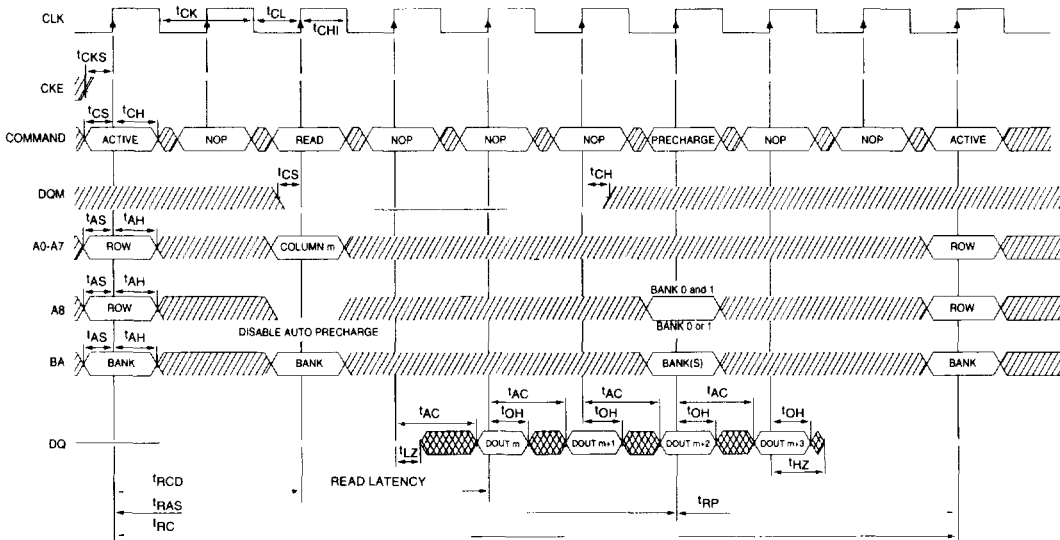 CLK tCK tCL tCHI
tCKS
CKE
tCS tCH
COMMAND ACTIVE NOP READ NOP NOP NOP PRECHARGE NOP NOP ACTIVE
tCS tCH
DQM
tAS tAH
A0-A7 ROW COLUMN m ROW
tAS tAH BANK 0 and 1
A8 ROW ROW
DISABLE AUTO PRECHARGE BANK 0 or 1
tAS tAH
BA BANK BANK BANK(S) BANK
tAC tAC tAC tAC
tOH tOH tOH tOH
DQ DOUT m DOUT m+1 DOUT m+2 DOUT m+3
tLZ tHZ
tRCD READ LATENCY
tRAS tRP
tRC